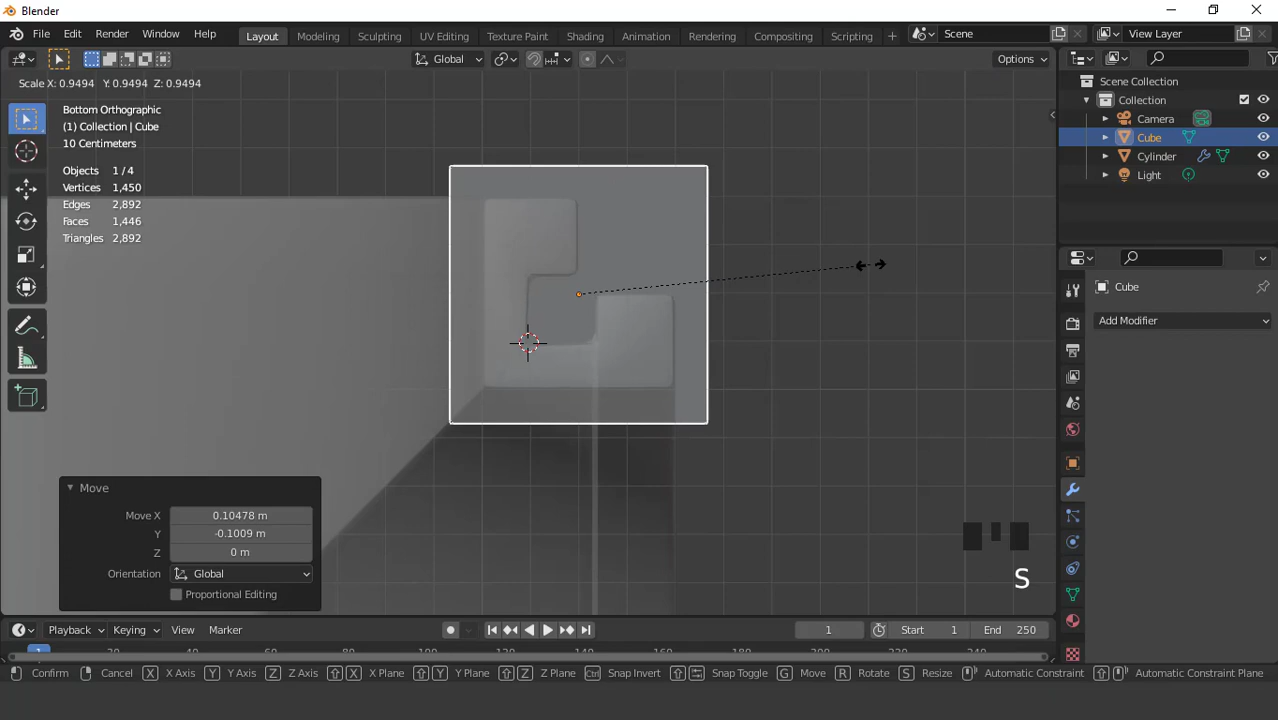 Blender
File Edit Render Window Help Layout Modeling Sculpting UV Editing Texture Paint Shading Animation Rendering Compositing Scripting Scene View Layer
Global Options
Scale X: 0.9494 Y: 0.9494 Z: 0.9494
Bottom Orthographic
(1) Collection | Cube
10 Centimeters
Objects 1 / 4
Vertices 1,450
Edges 2,892
Faces 1,446
Triangles 2,892
Scene Collection
Collection
Camera
Cube
Cylinder
Light
Cube
Add Modifier
Move
Move X 0.10478 m
Y -0.1009 m
Z 0 m
Orientation Global
Proportional Editing
S
Playback Keying View Marker 1 Start 1 End 250
Confirm Cancel X X Axis Y Y Axis Z Z Axis X X Plane Y Y Plane Z Z Plane Ctrl Snap Invert Snap Toggle G Move R Rotate S Resize Automatic Constraint Automatic Constraint Plane